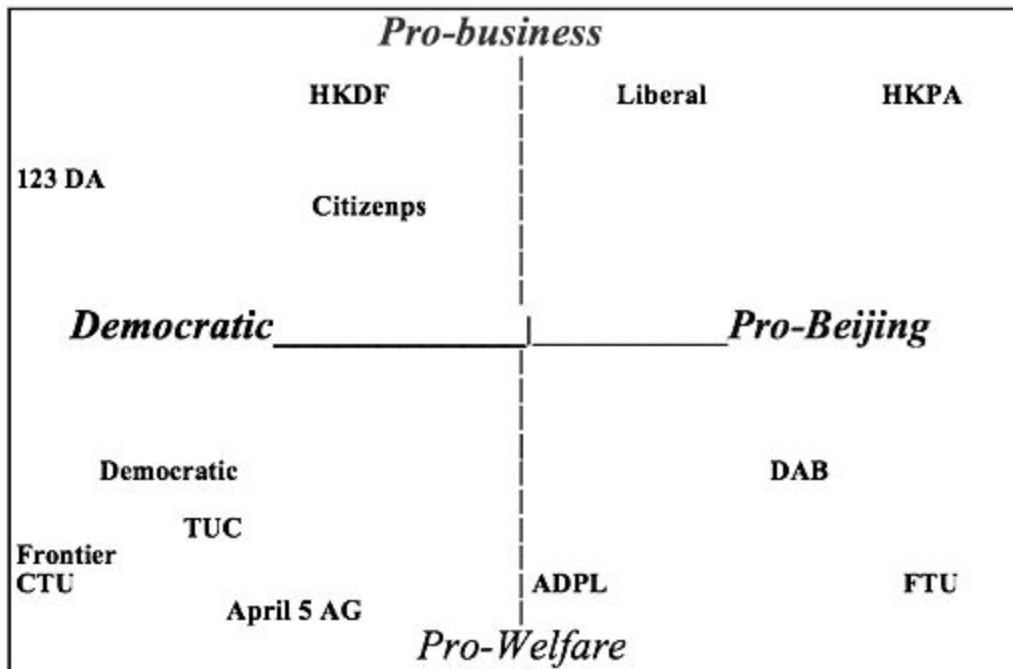 Pro-business
HKDF Liberal HKPA
123 DA
Citizenps
Democratic Pro-Beijing
Democratic DAB
TUC
Frontier
CTU ADPL FTU
April 5 AG
Pro-Welfare